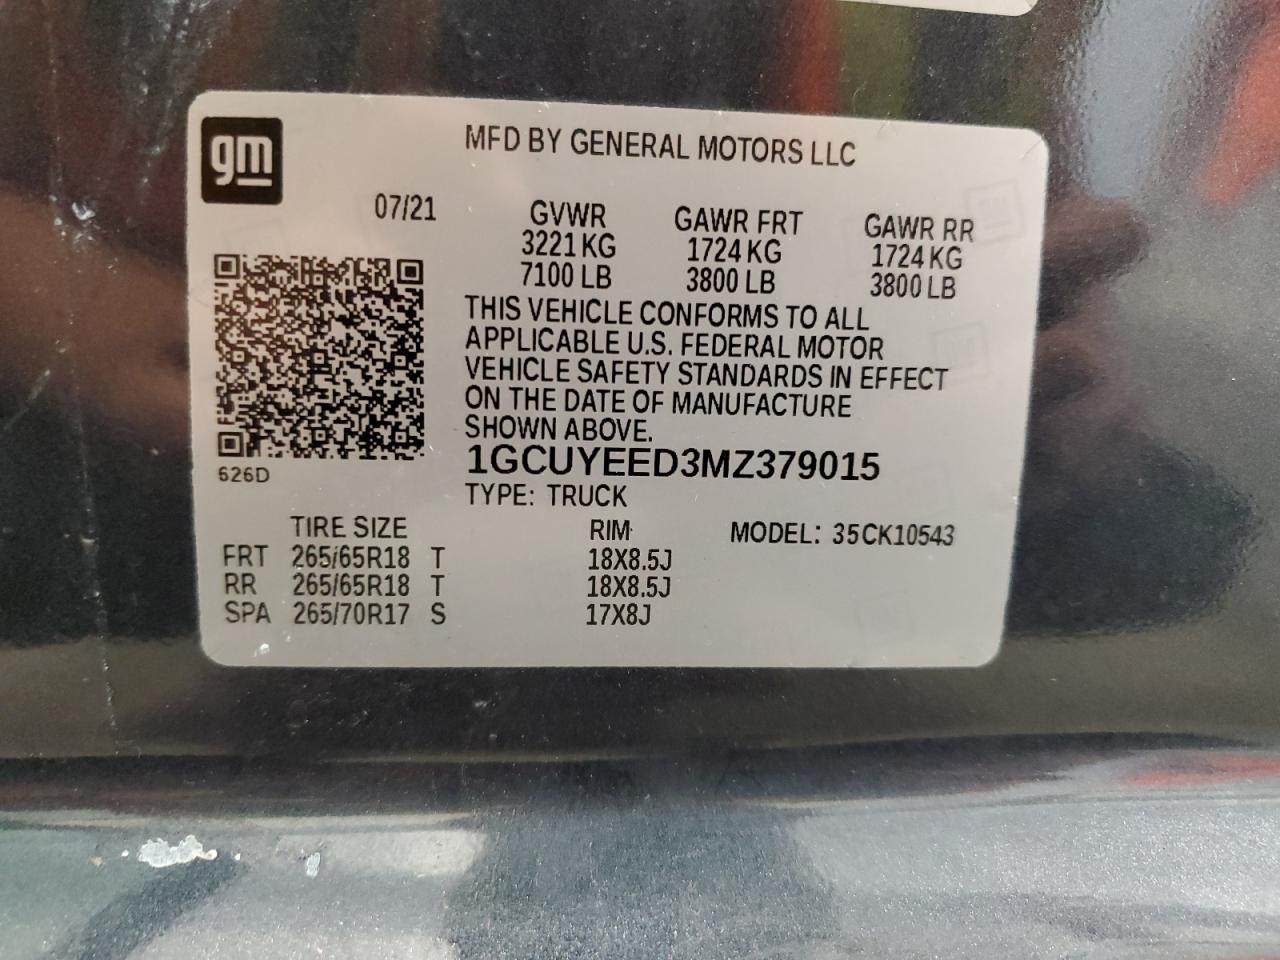 gm
MFD BY GENERAL MOTORS LLC
07/21
GVWR GAWR FRT GAWR RR
3221 KG 1724 KG 1724 KG
7100 LB 3800 LB 3800 LB
THIS VEHICLE CONFORMS TO ALL
APPLICABLE U.S. FEDERAL MOTOR
VEHICLE SAFETY STANDARDS IN EFFECT
ON THE DATE OF MANUFACTURE
SHOWN ABOVE.
1GCUYEED3MZ379015
626D
TYPE: TRUCK
TIRE SIZE RIM MODEL: 35CK10543
FRT 265/65R18 T 18X8.5J
RR 265/65R18 T 18X8.5J
SPA 265/70R17 S 17X8J